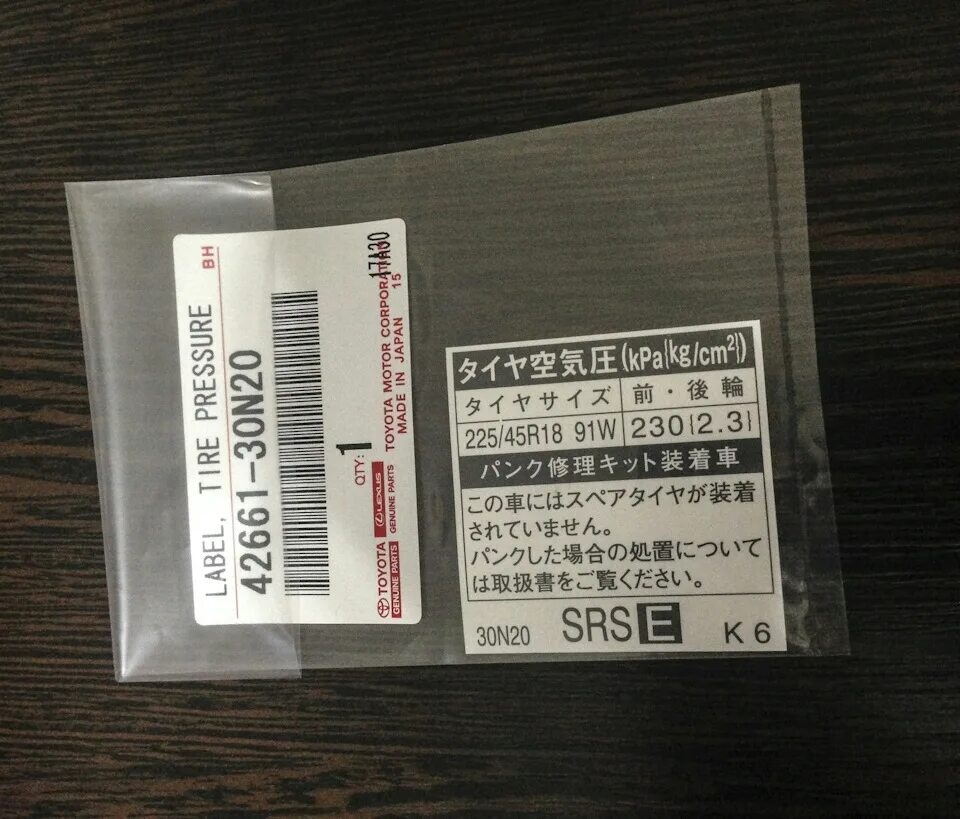 LABEL, TIRE PRESSURE BH
42661-30N20
QTY: 1
TOYOTA GENUINE PARTS
LEXUS GENUINE PARTS
TOYOTA MOTOR CORPORATION 15
MADE IN JAPAN
17A30
タイヤ空気圧(kPa{kg/cm²})
タイヤサイズ 前・後輪
225/45R18 91W 230{2.3}
パンク修理キット装着車
この車にはスペアタイヤが装着
されていません。
パンクした場合の処置について
は取扱書をご覧ください。
30N20 SRS E K6